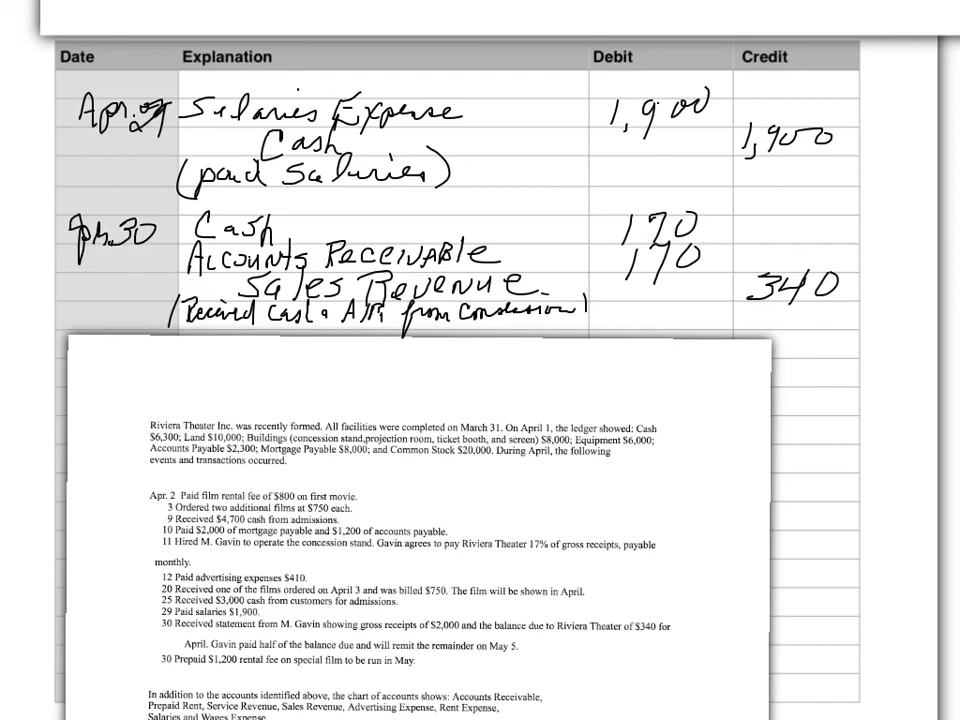 Date Explanation Debit Credit
Apr. 29 Salaries Expense 1,900
Cash 1,900
(paid Salaries)
Apr. 30 Cash 170
Accounts Receivable 170
Sales Revenue 340
(Received Cash & A/R from Concession)
Riviera Theater Inc. was recently formed. All facilities were completed on March 31. On April 1, the ledger showed: Cash
$6,300; Land $10,000; Buildings (concession stand,projection room, ticket booth, and screen) $8,000; Equipment $6,000;
Accounts Payable $2,300; Mortgage Payable $8,000; and Common Stock $20,000. During April, the following
events and transactions occurred.
Apr. 2 Paid film rental fee of $800 on first movie.
3 Ordered two additional films at $750 each.
9 Received $4,700 cash from admissions.
10 Paid $2,000 of mortgage payable and $1,200 of accounts payable.
11 Hired M. Gavin to operate the concession stand. Gavin agrees to pay Riviera Theater 17% of gross receipts, payable
monthly.
12 Paid advertising expenses $410.
20 Received one of the films ordered on April 3 and was billed $750. The film will be shown in April.
25 Received $3,000 cash from customers for admissions.
29 Paid salaries $1,900.
30 Received statement from M. Gavin showing gross receipts of $2,000 and the balance due to Riviera Theater of $340 for
April. Gavin paid half of the balance due and will remit the remainder on May 5.
30 Prepaid $1,200 rental fee on special film to be run in May.
In addition to the accounts identified above, the chart of accounts shows: Accounts Receivable,
Prepaid Rent, Service Revenue, Sales Revenue, Advertising Expense, Rent Expense,
Salaries and Wages Expense